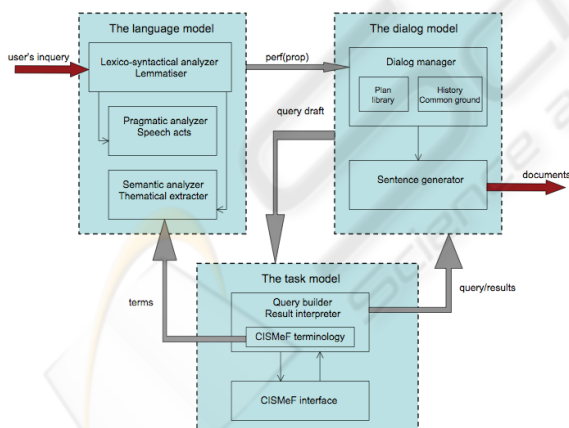 The language model
user's inquery
Lexico-syntactical analyzer
Lemmatiser
Pragmatic analyzer
Speech acts
Semantic analyzer
Thematical extracter
perf(prop)
query draft
The dialog model
Dialog manager
Plan
library
History
Common ground
Sentence generator
documents
terms
The task model
Query builder
Result interpreter
CISMeF terminology
CISMeF interface
query/results
science a